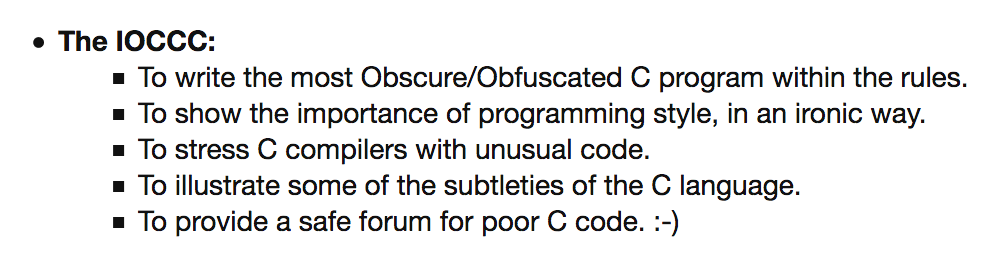 The IOCCC:
To write the most Obscure/Obfuscated C program within the rules.
To show the importance of programming style, in an ironic way.
To stress C compilers with unusual code.
To illustrate some of the subtleties of the C language.
To provide a safe forum for poor C code. :-)